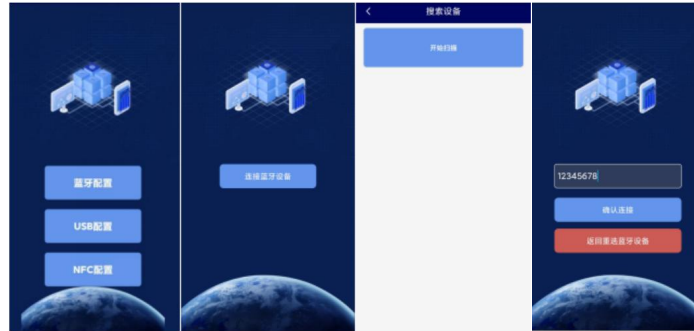 蓝牙配置
USB配置
NFC配置
连接蓝牙设备
搜索设备
开始扫描
12345678
确认连接
返回重选蓝牙设备